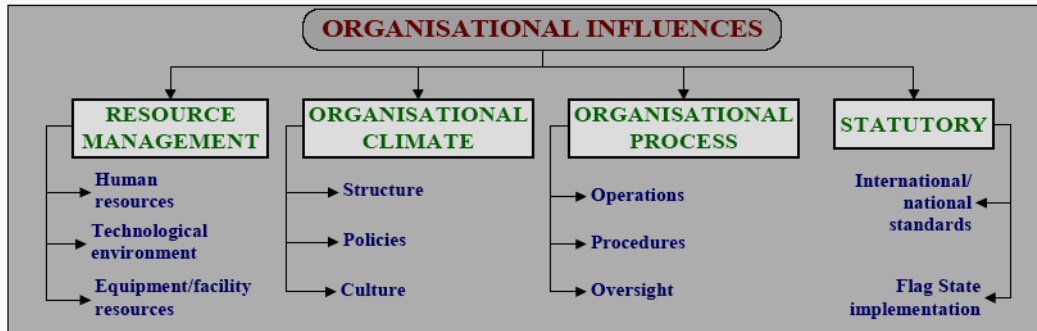 ORGANISATIONAL INFLUENCES
RESOURCE
MANAGEMENT
Human
resources
Technological
environment
Equipment/facility
resources
ORGANISATIONAL
CLIMATE
Structure
Policies
Culture
ORGANISATIONAL
PROCESS
Operations
Procedures
Oversight
STATUTORY
International/
national
standards
Flag State
implementation